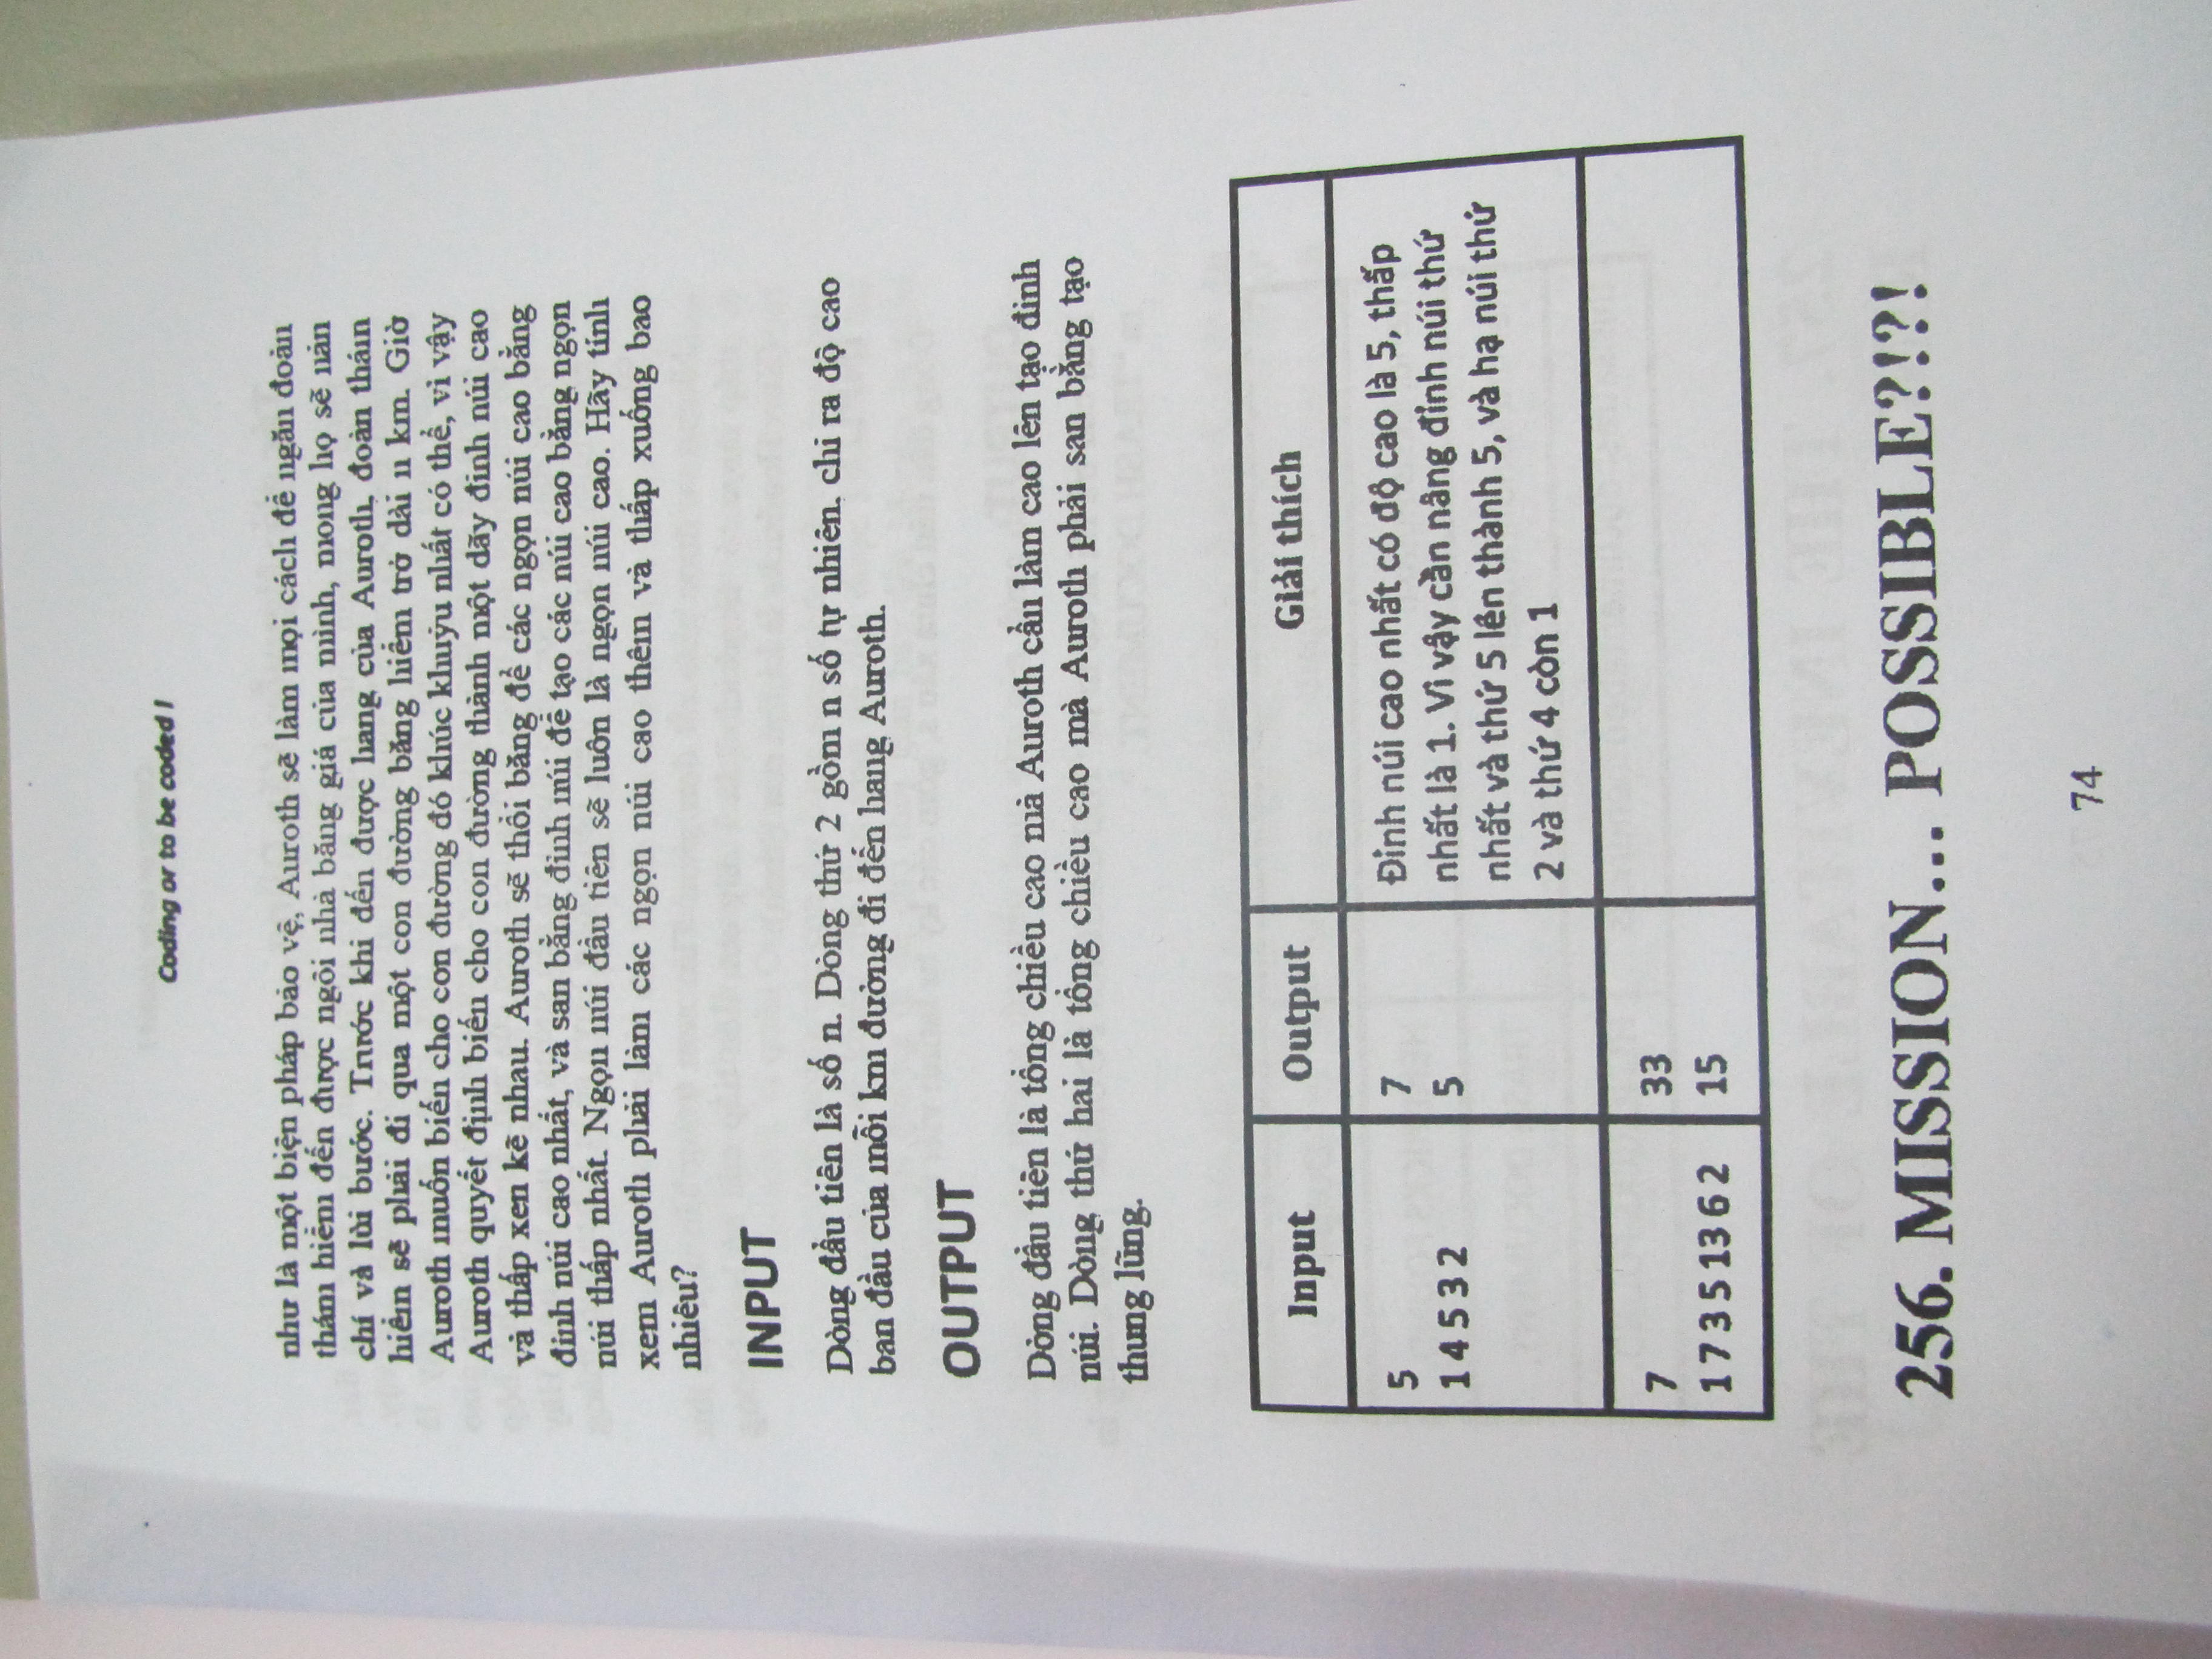 Coding or to be coded !
như là một biện pháp bảo vệ, Auroth sẽ làm mọi cách để ngăn đoàn
thám hiểm đến được ngôi nhà băng giá của mình, mong họ sẽ nản
chí và lùi bước. Trước khi đến được hang của Auroth, đoàn thám
hiểm sẽ phải đi qua một con đường băng hiểm trở dài n km. Giờ
Auroth muốn biến cho con đường đó khúc khuỷu nhất có thể, vì vậy
Auroth quyết định biến cho con đường thành một dãy đỉnh núi cao
và thấp xen kẽ nhau. Auroth sẽ thổi băng để các ngọn núi cao bằng
đỉnh núi cao nhất, và san bằng đỉnh núi để tạo các núi cao bằng ngọn
núi thấp nhất. Ngọn núi đầu tiên sẽ luôn là ngọn núi cao. Hãy tính
xem Auroth phải làm các ngọn núi cao thêm và thấp xuống bao
nhiêu?
INPUT
Dòng đầu tiên là số n. Dòng thứ 2 gồm n số tự nhiên. chỉ ra độ cao
ban đầu của mỗi km đường đi đến hang Auroth.
OUTPUT
Dòng đầu tiên là tổng chiều cao mà Auroth cần làm cao lên tạo đỉnh
núi. Dòng thứ hai là tổng chiều cao mà Auroth phải san bằng tạo
thung lũng.
Input Output Giải thích
5 7 Đỉnh núi cao nhất có độ cao là 5, thấp
1 4 5 3 2 5 nhất là 1. Vì vậy cần nâng đỉnh núi thứ
nhất và thứ 5 lên thành 5, và hạ núi thứ
2 và thứ 4 còn 1
7 33
1 7 3 5 13 6 2 15
256. MISSION... POSSIBLE?!?!
74